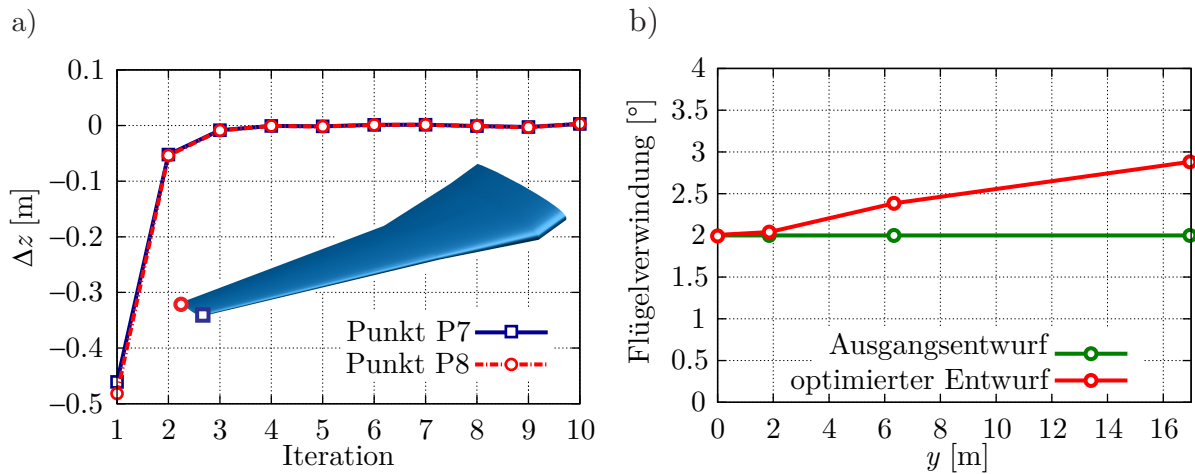 a)
0.1
0
−0.1
−0.2
−0.3
−0.4
−0.5
Δz [m]
1 2 3 4 5 6 7 8 9 10
Iteration
Punkt P7
Punkt P8
b)
4
3.5
3
2.5
2
1.5
1
0.5
0
Flügelverwindung [°]
0 2 4 6 8 10 12 14 16
y [m]
Ausgangsentwurf
optimierter Entwurf